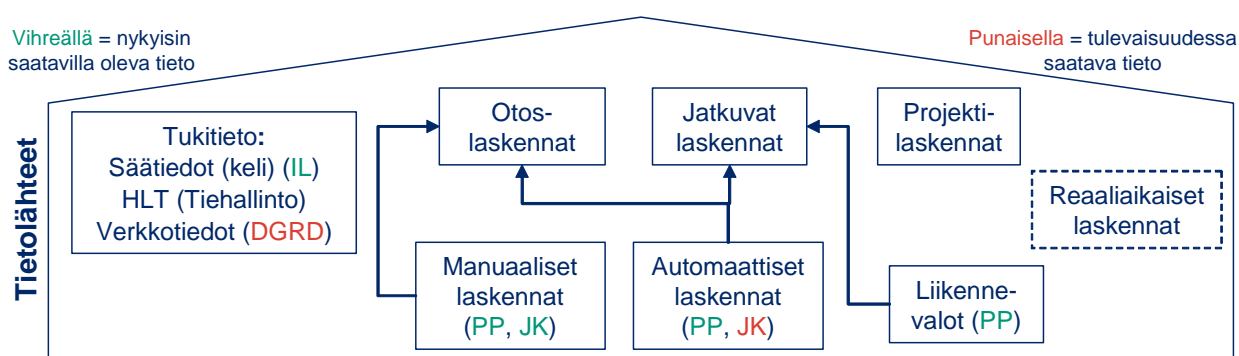 Vihreällä = nykyisin
saatavilla oleva tieto
Punaisella = tulevaisuudessa
saatava tieto
Tietolähteet
Tukitieto:
Säätiedot (keli) (IL)
HLT (Tiehallinto)
Verkkotiedot (DGRD)
Otos-
laskennat
Jatkuvat
laskennat
Projekti-
laskennat
Reaaliaikaiset
laskennat
Manuaaliset
laskennat
(PP, JK)
Automaattiset
laskennat
(PP, JK)
Liikenne-
valot (PP)